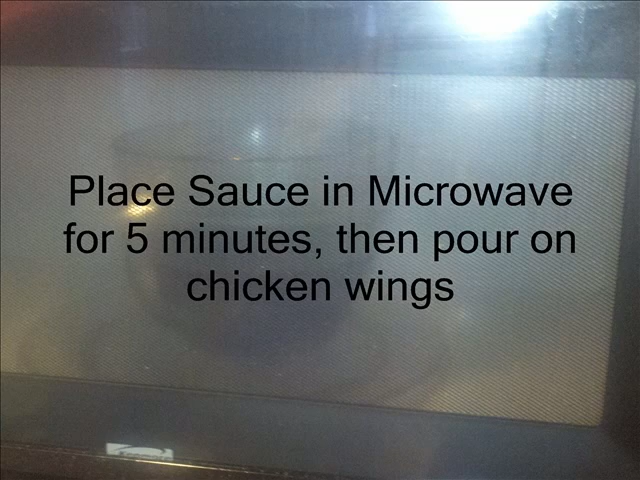 Place Sauce in Microwave
for 5 minutes, then pour on
chicken wings